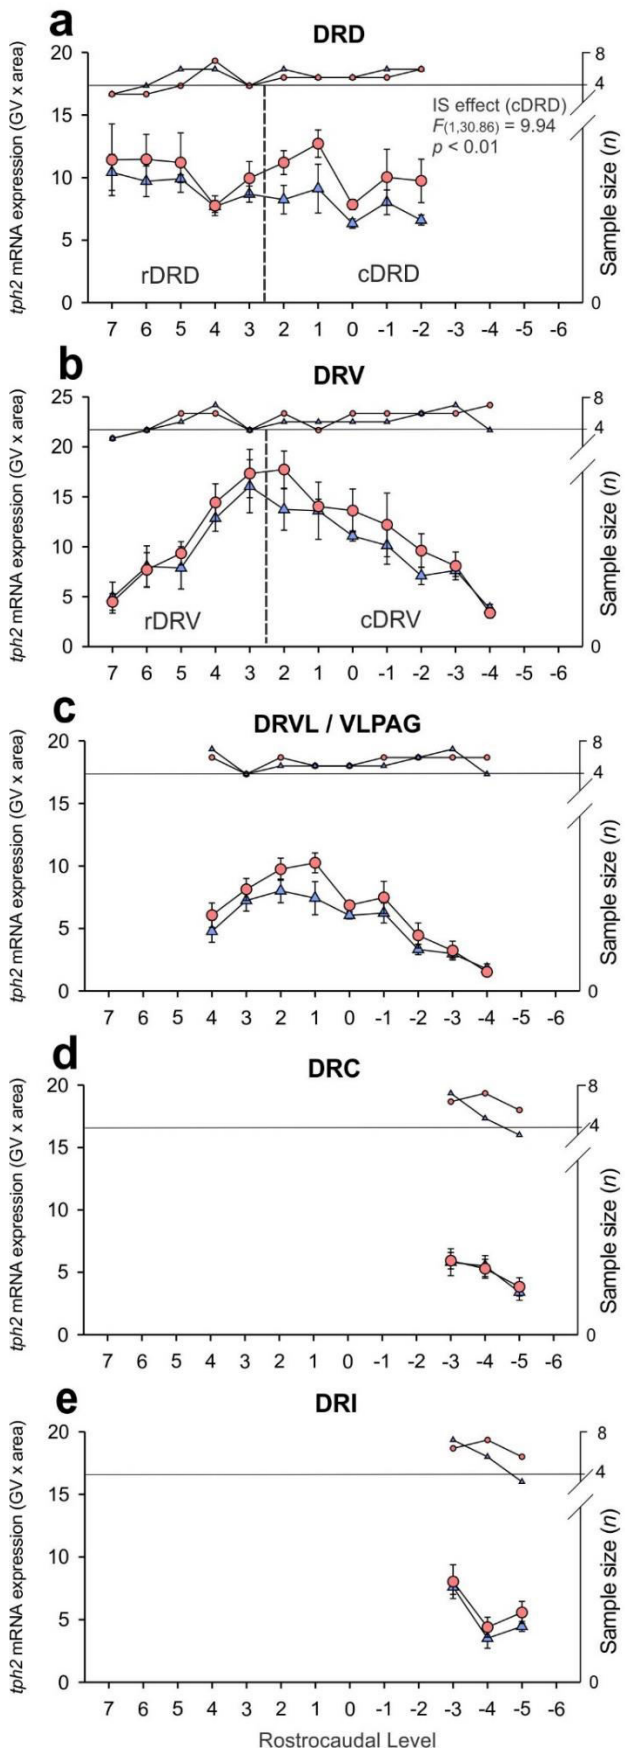 a
DRD
tph2 mRNA expression (GV x area)
20
15
10
5
0
8
4
0
Sample size (n)
IS effect (cDRD)
F(1,30.86) = 9.94
p < 0.01
rDRD
cDRD
7 6 5 4 3 2 1 0 -1 -2 -3 -4 -5 -6
b
DRV
tph2 mRNA expression (GV x area)
25
20
15
10
5
0
8
4
0
Sample size (n)
rDRV
cDRV
7 6 5 4 3 2 1 0 -1 -2 -3 -4 -5 -6
c
DRVL / VLPAG
tph2 mRNA expression (GV x area)
20
15
10
5
0
8
4
0
Sample size (n)
7 6 5 4 3 2 1 0 -1 -2 -3 -4 -5 -6
d
DRC
tph2 mRNA expression (GV x area)
20
15
10
5
0
8
4
0
Sample size (n)
7 6 5 4 3 2 1 0 -1 -2 -3 -4 -5 -6
e
DRI
tph2 mRNA expression (GV x area)
20
15
10
5
0
8
4
0
Sample size (n)
7 6 5 4 3 2 1 0 -1 -2 -3 -4 -5 -6
Rostrocaudal Level